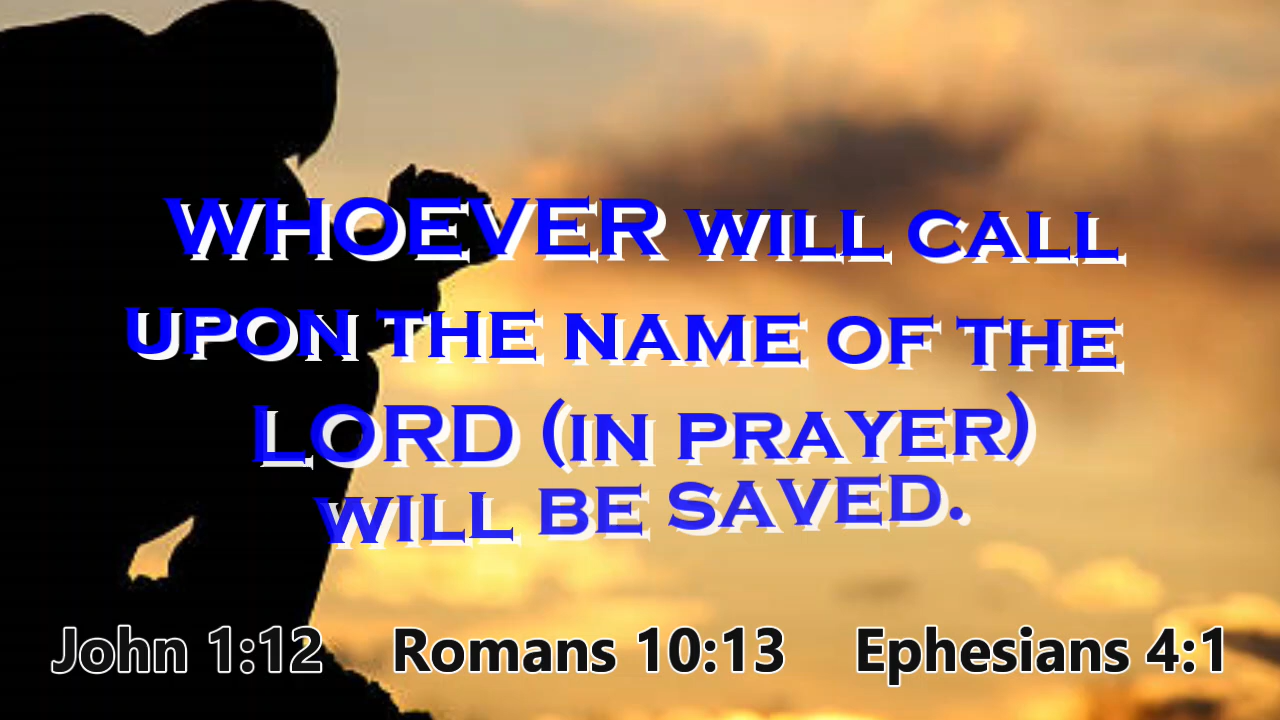 WHOEVER WILL CALL
UPON THE NAME OF THE
LORD (IN PRAYER)
WILL BE SAVED.
John 1:12 Romans 10:13 Ephesians 4:1